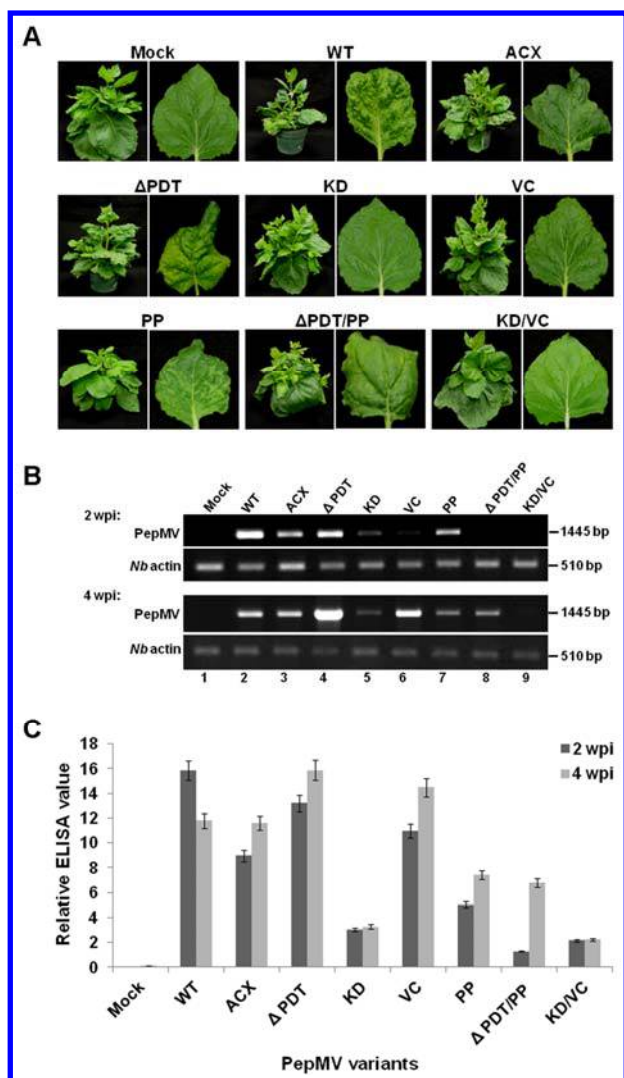 A
Mock WT ACX
ΔPDT KD VC
PP ΔPDT/PP KD/VC
B
Mock WT ACX Δ PDT KD VC PP Δ PDT/PP KD/VC
2 wpi:
PepMV 1445 bp
Nb actin 510 bp
4 wpi:
PepMV 1445 bp
Nb actin 510 bp
1 2 3 4 5 6 7 8 9
C
18
16
14
12
10
8
6
4
2
0
Relative ELISA value
2 wpi
4 wpi
Mock WT ACX Δ PDT KD VC PP Δ PDT/PP KD/VC
PepMV variants